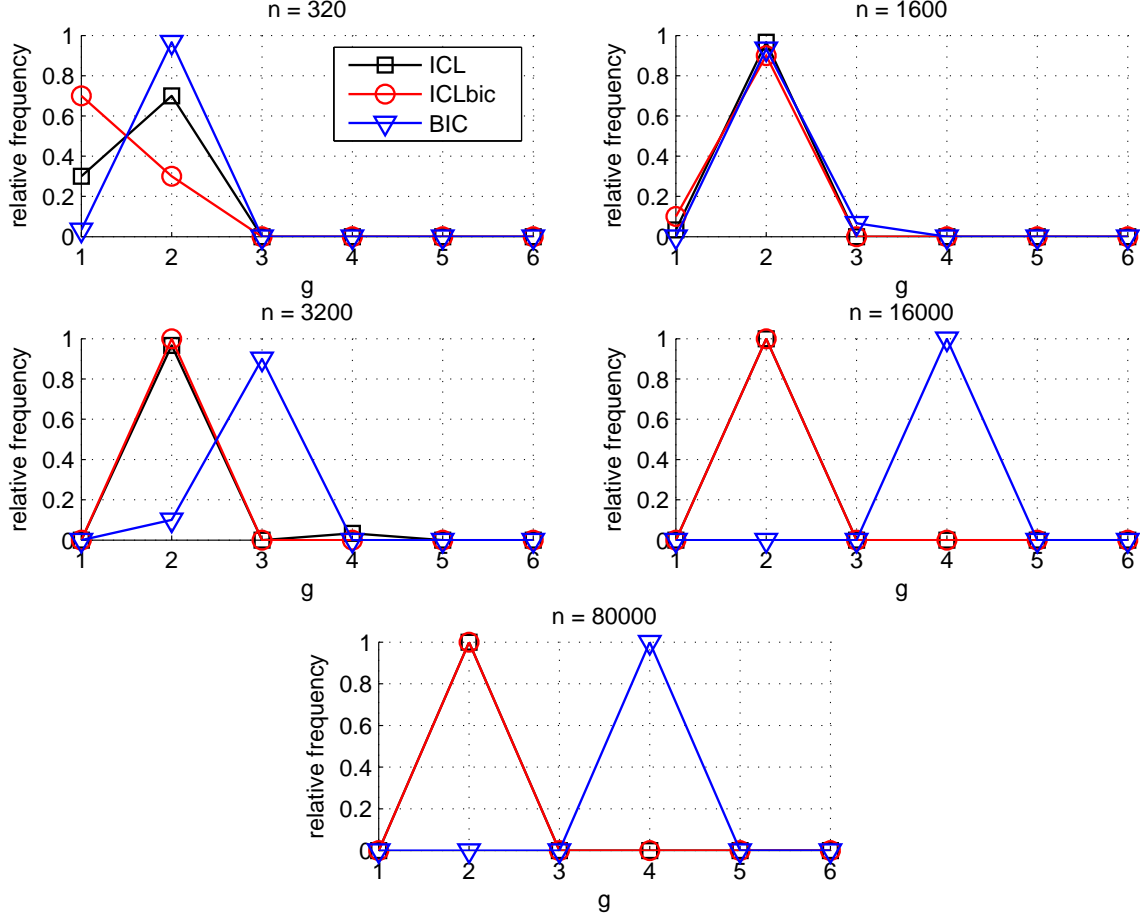 n = 320
relative frequency
1
0.8
0.6
0.4
0.2
0
1 2 3 4 5 6
g
ICL
ICLbic
BIC
n = 1600
relative frequency
1
0.8
0.6
0.4
0.2
0
1 2 3 4 5 6
g
n = 3200
relative frequency
1
0.8
0.6
0.4
0.2
0
1 2 3 4 5 6
g
n = 16000
relative frequency
1
0.8
0.6
0.4
0.2
0
1 2 3 4 5 6
g
n = 80000
relative frequency
1
0.8
0.6
0.4
0.2
0
1 2 3 4 5 6
g